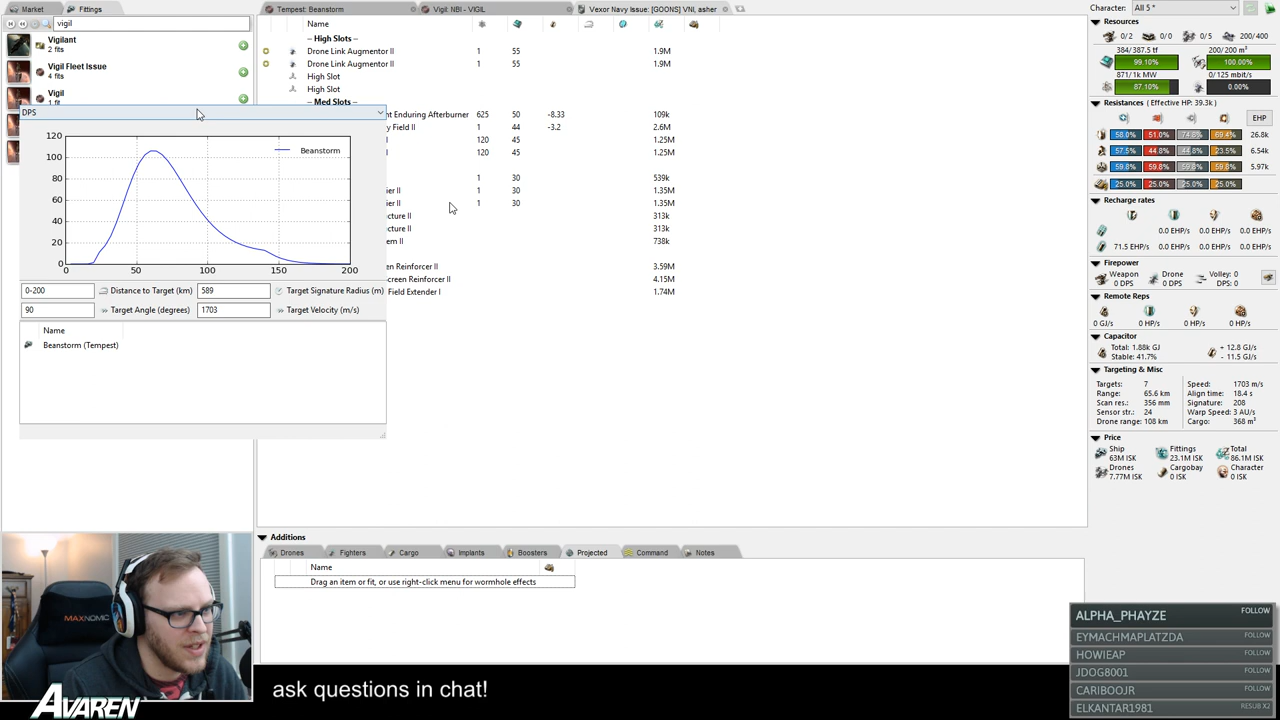 Market
Fittings
Tempest: Beanstorm
Vigil: NBI - VIGIL
Vexor Navy Issue: [GOONS] VNI, asher
Character: All 5*
vigil
Vigilant
2 fits
Vigil Fleet Issue
4 fits
Vigil
1 fit
Name
-- High Slots --
Drone Link Augmentor II 1 55 1.9M
Drone Link Augmentor II 1 55 1.9M
High Slot
High Slot
-- Med Slots --
nt Enduring Afterburner 625 50 -8.33 109k
y Field II 1 44 -3.2 2.6M
120 45 1.25M
120 45 1.25M
1 30 539k
ier II 1 30 1.35M
ier II 1 30 1.35M
cture II 313k
cture II 313k
m II 738k
en Reinforcer II 3.59M
-screen Reinforcer II 4.15M
Field Extender I 1.74M
DPS
120
100
80
60
40
20
0
0 50 100 150 200
Beanstorm
0-200 Distance to Target (km) 589 Target Signature Radius (m)
90 Target Angle (degrees) 1703 Target Velocity (m/s)
Name
Beanstorm (Tempest)
Resources
0/2 0/0 0/5 200/400
384/387.5 tf 200/200 m³
99.10% 100.00%
871/1k MW 0/125 mbit/s
87.10% 0.00%
Resistances ( Effective HP: 39.3k )
EHP
58.0% 51.0% 74.8% 69.4% 26.8k
57.5% 44.8% 44.8% 23.5% 6.54k
59.8% 59.8% 59.8% 59.8% 5.97k
25.0% 25.0% 25.0% 25.0%
Recharge rates
0.0 EHP/s 0.0 EHP/s 0.0 EHP/s
71.5 EHP/s 0.0 EHP/s 0.0 EHP/s 0.0 EHP/s
Firepower
Weapon 0 DPS
Drone 0 DPS
Volley: 0
DPS: 0
Remote Reps
0 GJ/s 0 HP/s 0 HP/s 0 HP/s
Capacitor
Total: 1.88k GJ + 12.8 GJ/s
Stable: 41.7% - 11.5 GJ/s
Targeting & Misc
Targets: 7 Speed: 1703 m/s
Range: 65.6 km Align time: 18.4 s
Scan res.: 356 mm Signature: 208
Sensor str.: 24 Warp Speed: 3 AU/s
Drone range: 108 km Cargo: 368 m³
Price
Ship 63M ISK
Fittings 23.1M ISK
Total 86.1M ISK
Drones 7.77M ISK
Cargobay 0 ISK
Character 0 ISK
Additions
Drones
Fighters
Cargo
Implants
Boosters
Projected
Command
Notes
Name
Drag an item or fit, or use right-click menu for wormhole effects
MAXNOMIC
AVAREN
ask questions in chat!
ALPHA_PHAYZE FOLLOW
EYMACHMAPLATZDA FOLLOW
HOWIEAP FOLLOW
JDOG8001 FOLLOW
CARIBOOJR FOLLOW
ELKANTAR1981 RESUB X2